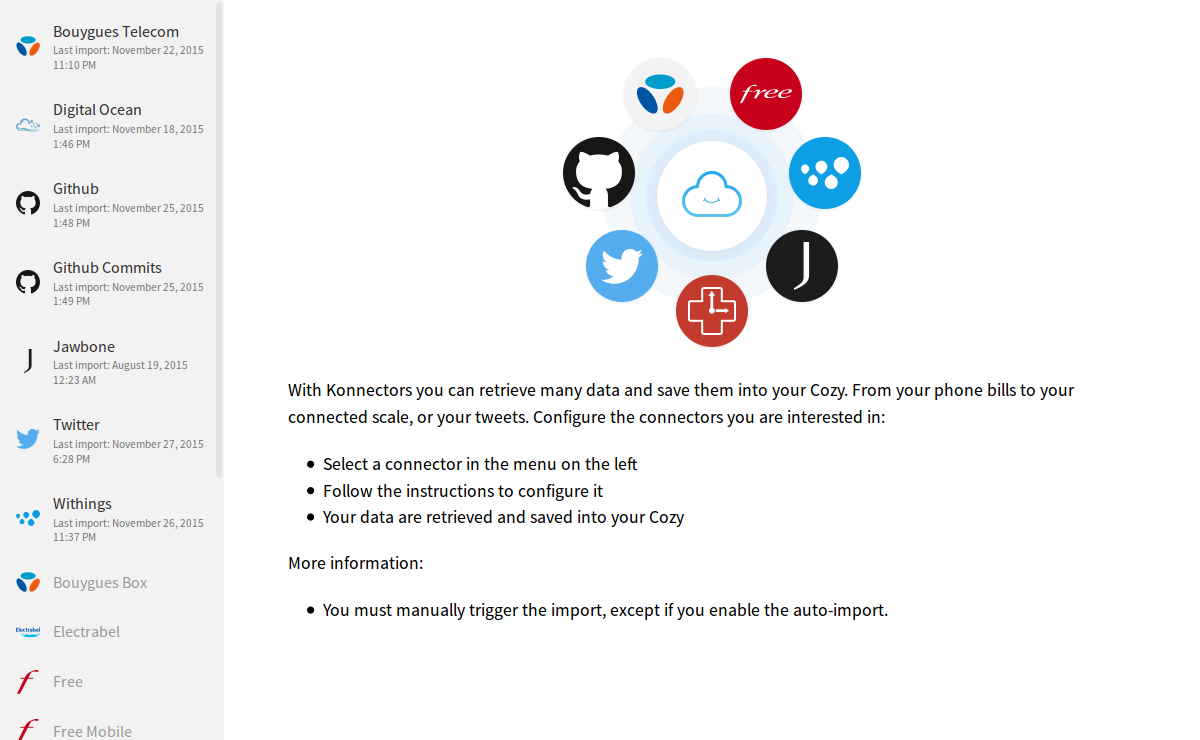 Bouygues Telecom
Last import: November 22, 2015
11:10 PM
Digital Ocean
Last import: November 18, 2015
1:46 PM
Github
Last import: November 25, 2015
1:48 PM
Github Commits
Last import: November 25, 2015
1:49 PM
Jawbone
Last import: August 19, 2015
12:23 AM
Twitter
Last import: November 27, 2015
6:28 PM
Withings
Last import: November 26, 2015
11:37 PM
Bouygues Box
Electrabel
Electrabel
Free
Free Mobile
free
With Konnectors you can retrieve many data and save them into your Cozy. From your phone bills to your
connected scale, or your tweets. Configure the connectors you are interested in:
• Select a connector in the menu on the left
• Follow the instructions to configure it
• Your data are retrieved and saved into your Cozy
More information:
• You must manually trigger the import, except if you enable the auto-import.